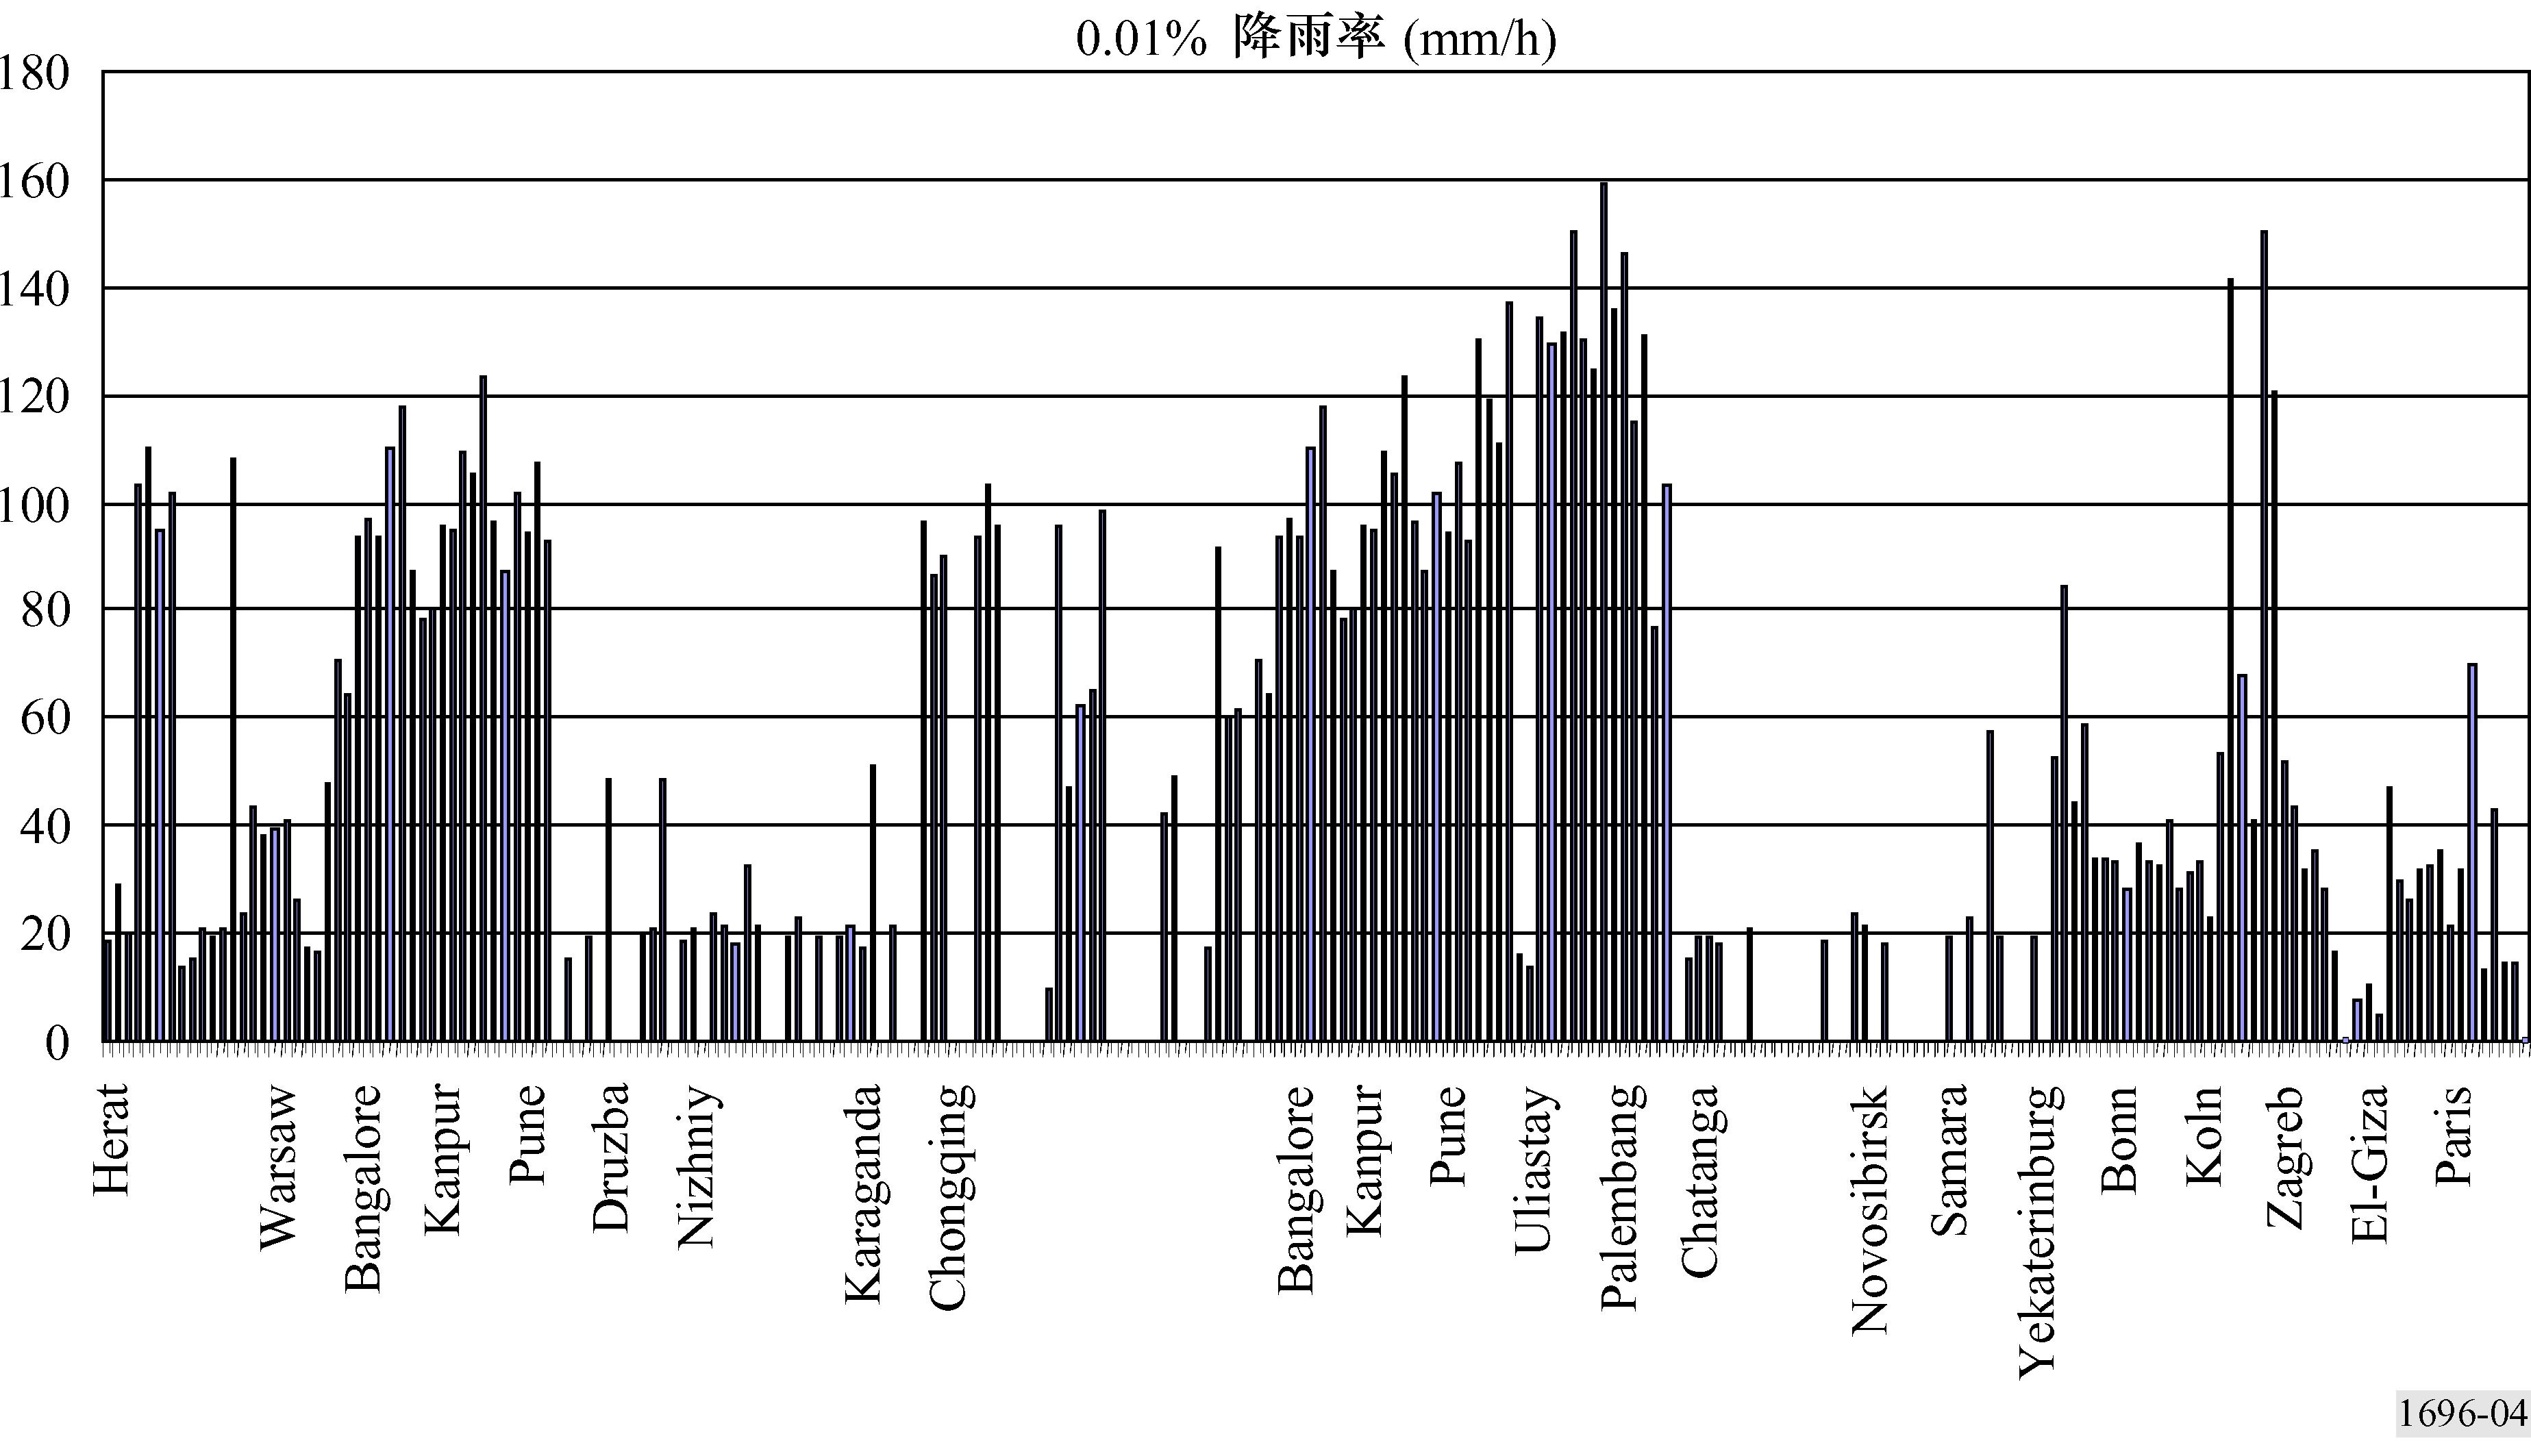 0.01% 降雨率 (mm/h)
180
160
140
120
100
80
60
40
20
0
Herat
Warsaw
Bangalore
Kanpur
Pune
Druzba
Nizhniy
Karaganda
Chongqing
Bangalore
Kanpur
Pune
Uliastay
Palembang
Chatanga
Novosibirsk
Samara
Yekaterinburg
Bonn
Koln
Zagreb
El-Giza
Paris
1696-04